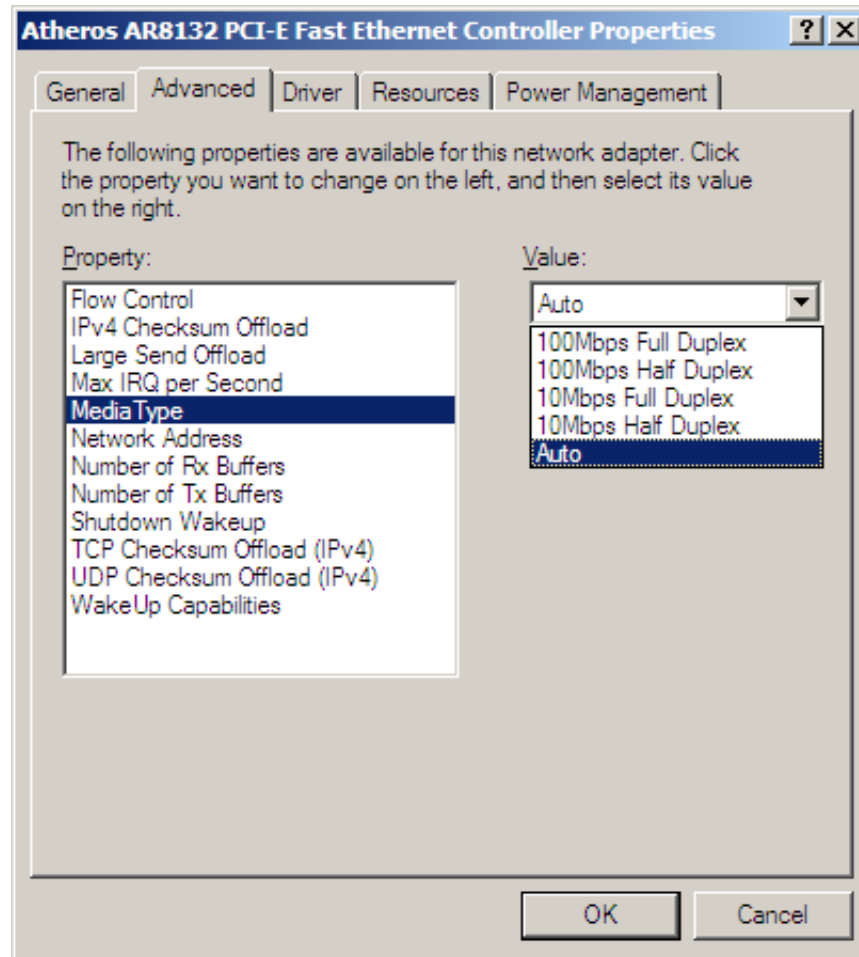 Atheros AR8132 PCI-E Fast Ethernet Controller Properties
General Advanced Driver Resources Power Management
The following properties are available for this network adapter. Click
the property you want to change on the left, and then select its value
on the right.
Property:
Flow Control
IPv4 Checksum Offload
Large Send Offload
Max IRQ per Second
MediaType
Network Address
Number of Rx Buffers
Number of Tx Buffers
Shutdown Wakeup
TCP Checksum Offload (IPv4)
UDP Checksum Offload (IPv4)
WakeUp Capabilities
Value:
Auto
100Mbps Full Duplex
100Mbps Half Duplex
10Mbps Full Duplex
10Mbps Half Duplex
Auto
OK Cancel